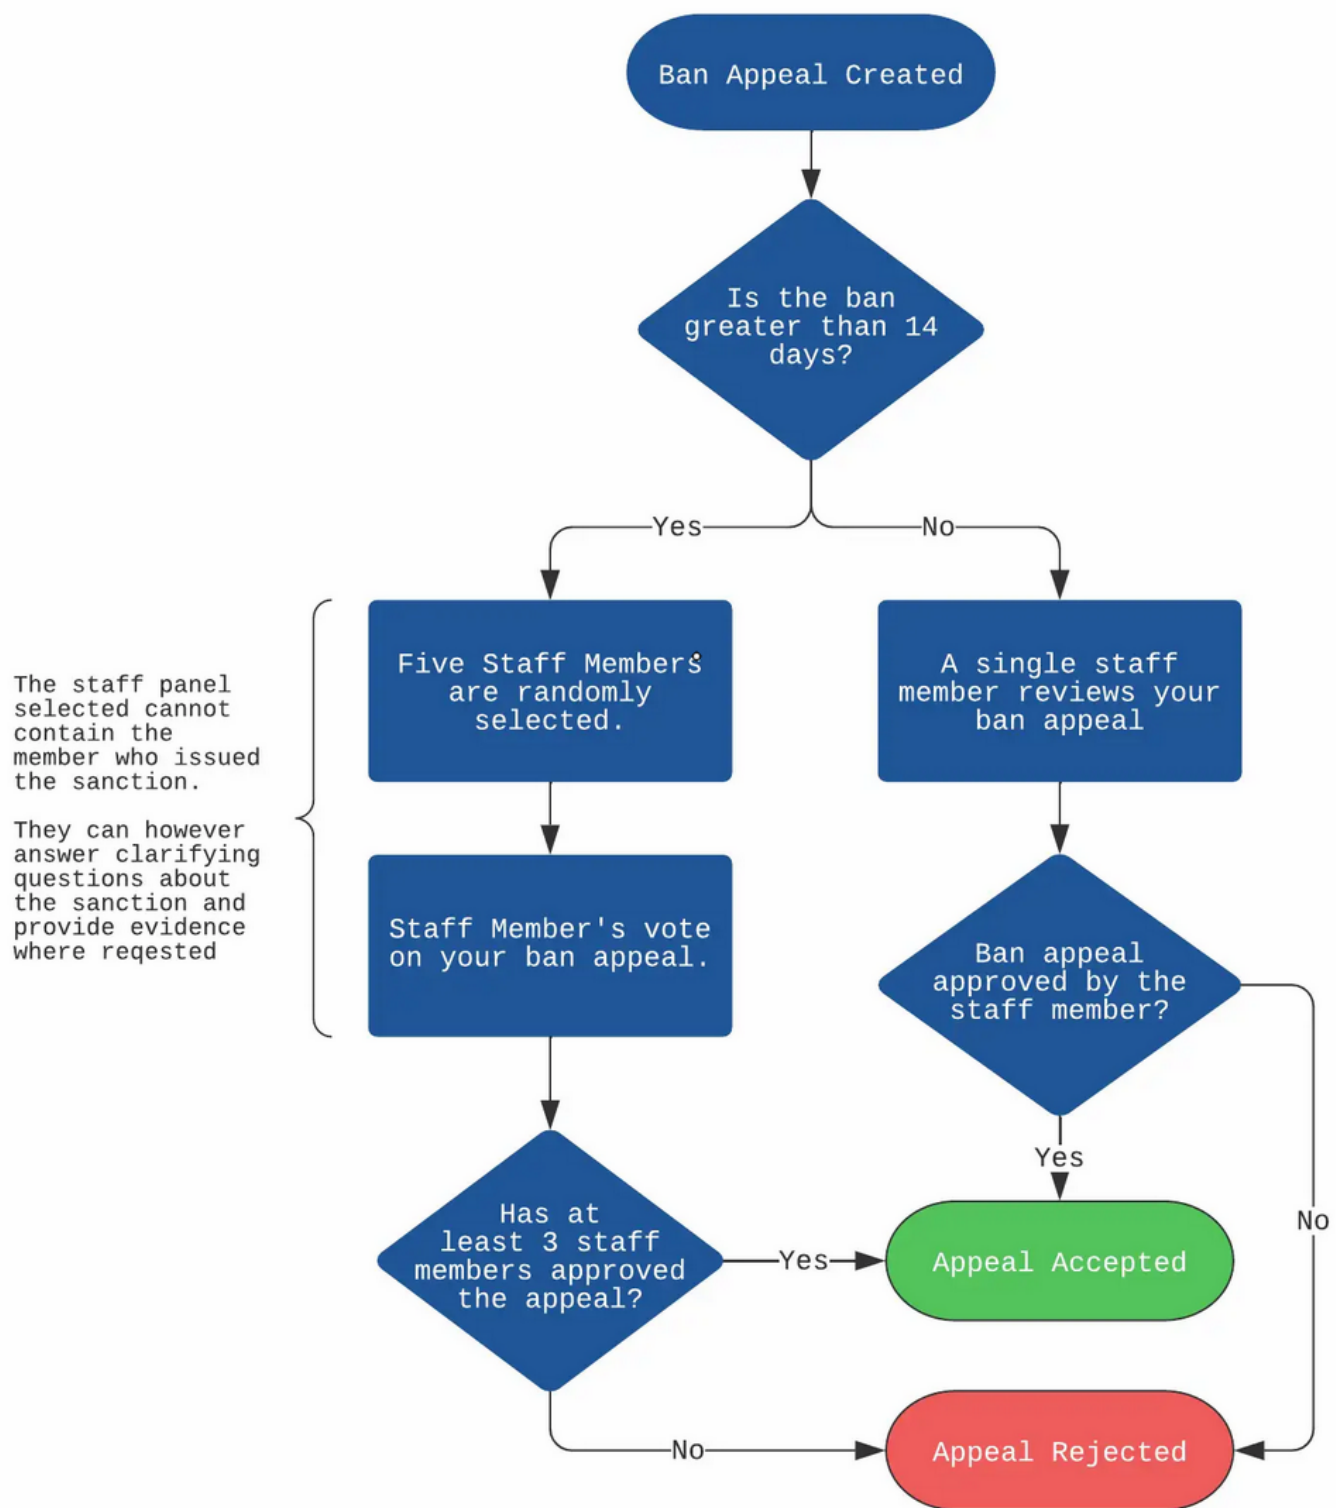 Ban Appeal Created
Is the ban
greater than 14
days?
Yes
No
Five Staff Members
are randomly
selected.
A single staff
member reviews your
ban appeal
The staff panel
selected cannot
contain the
member who issued
the sanction.
They can however
answer clarifying
questions about
the sanction and
provide evidence
where reqested
Staff Member's vote
on your ban appeal.
Ban appeal
approved by the
staff member?
Yes
No
Has at
least 3 staff
members approved
the appeal?
Yes
Appeal Accepted
No
Appeal Rejected